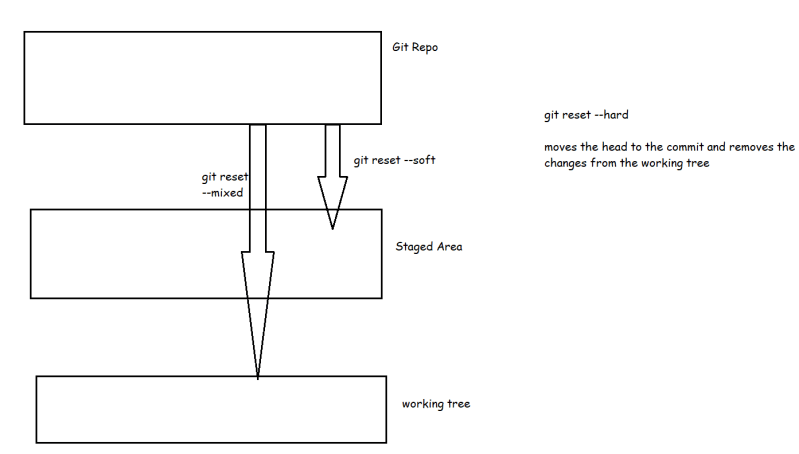 Git Repo
git reset --hard
moves the head to the commit and removes the
changes from the working tree
git reset --soft
git reset
--mixed
Staged Area
working tree